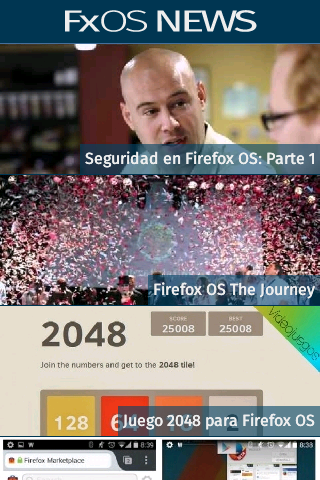 FxOS NEWS
Seguridad en Firefox OS: Parte 1
Firefox OS The Journey
Videojuegos
2048
SCORE
25008
BEST
25008
Join the numbers and get to the 2048 tile!
128
2
Juego 2048 para Firefox OS
8:39
8:38
Firefox Marketplace